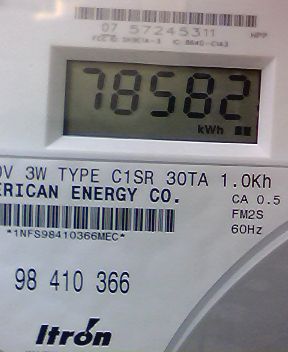 07 57245311
78582
kWh
V 3W TYPE C1SR 30TA 1.0Kh
ERICAN ENERGY CO.
CA 0.5
FM2S
*1NFS98410366MEC*
60Hz
98 410 366
Itron